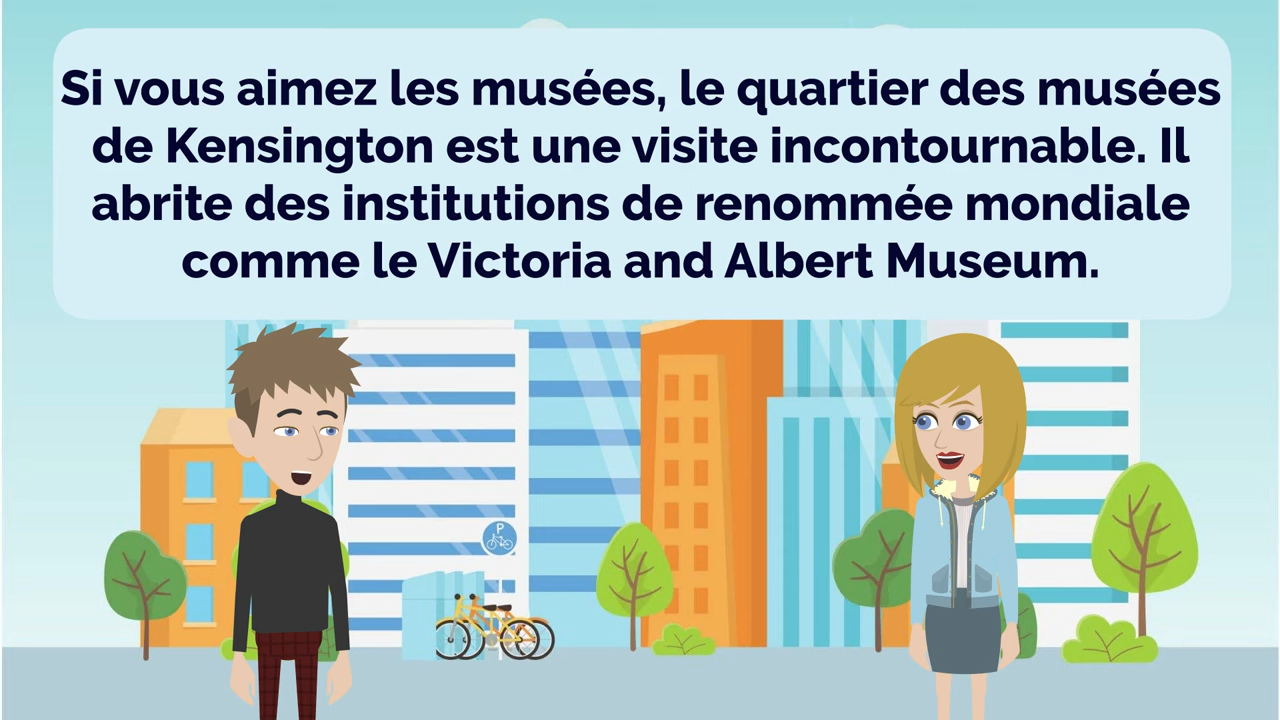 Si vous aimez les musées, le quartier des musées
de Kensington est une visite incontournable. Il
abrite des institutions de renommée mondiale
comme le Victoria and Albert Museum.
P